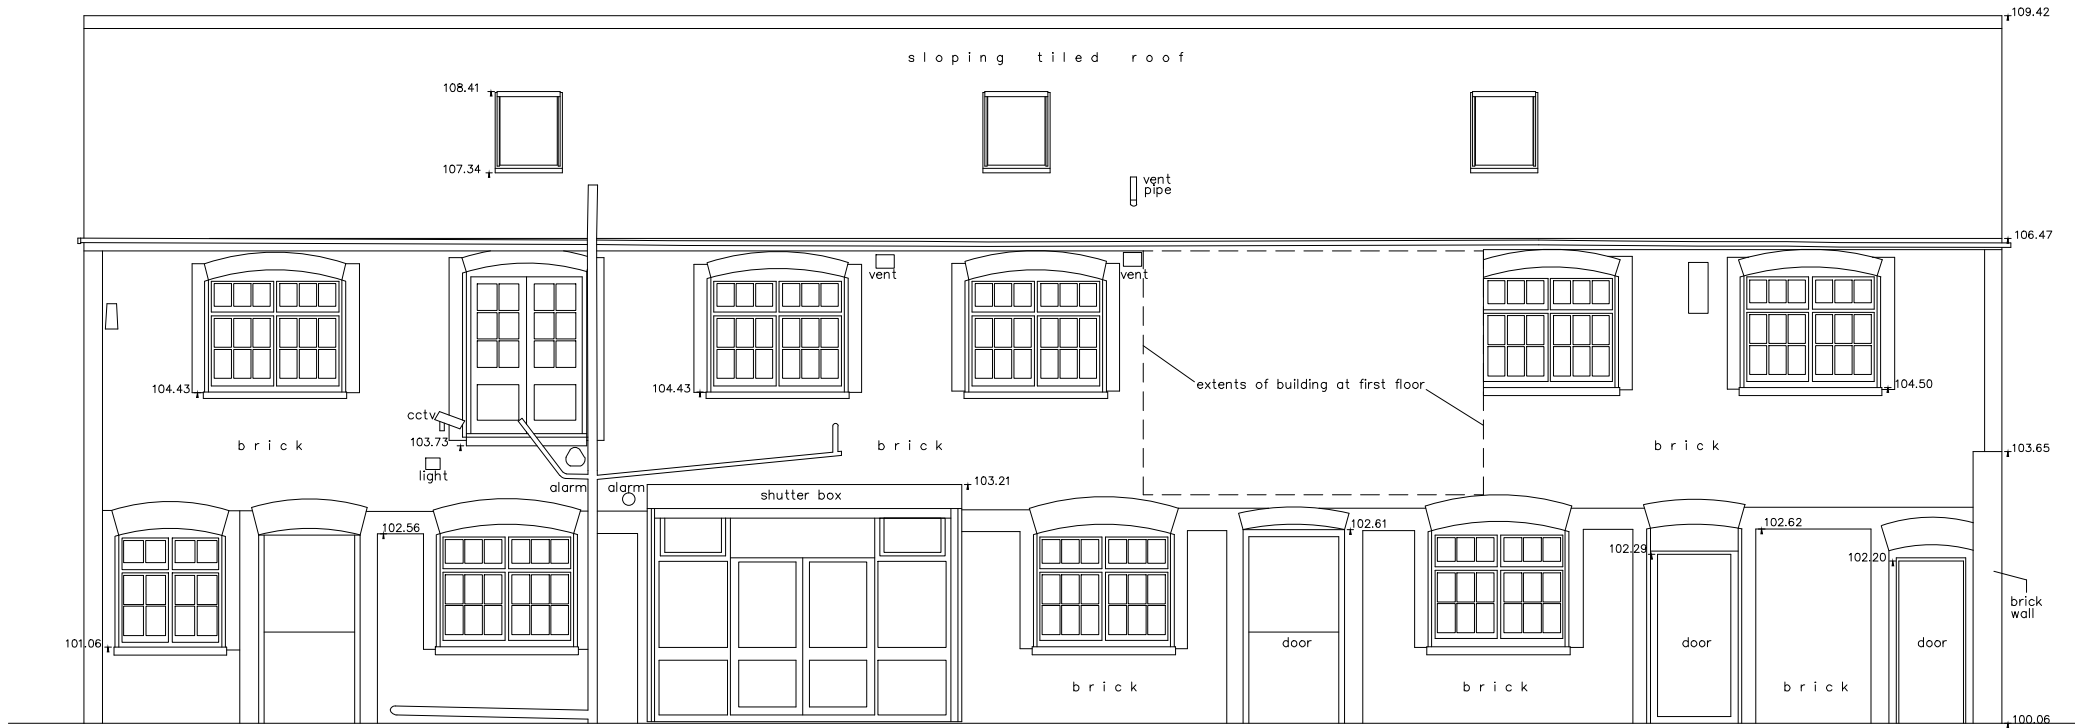 109.42
sloping tiled roof
108.41
107.34
vent
pipe
106.47
vent
vent
104.43
104.43
extents of building at first floor
104.50
cctv
103.73
brick
brick
brick
103.65
light
alarm
alarm
103.21
shutter box
102.56
102.61
102.62
102.29
102.20
brick
wall
101.06
door
door
door
brick
brick
brick
100.06